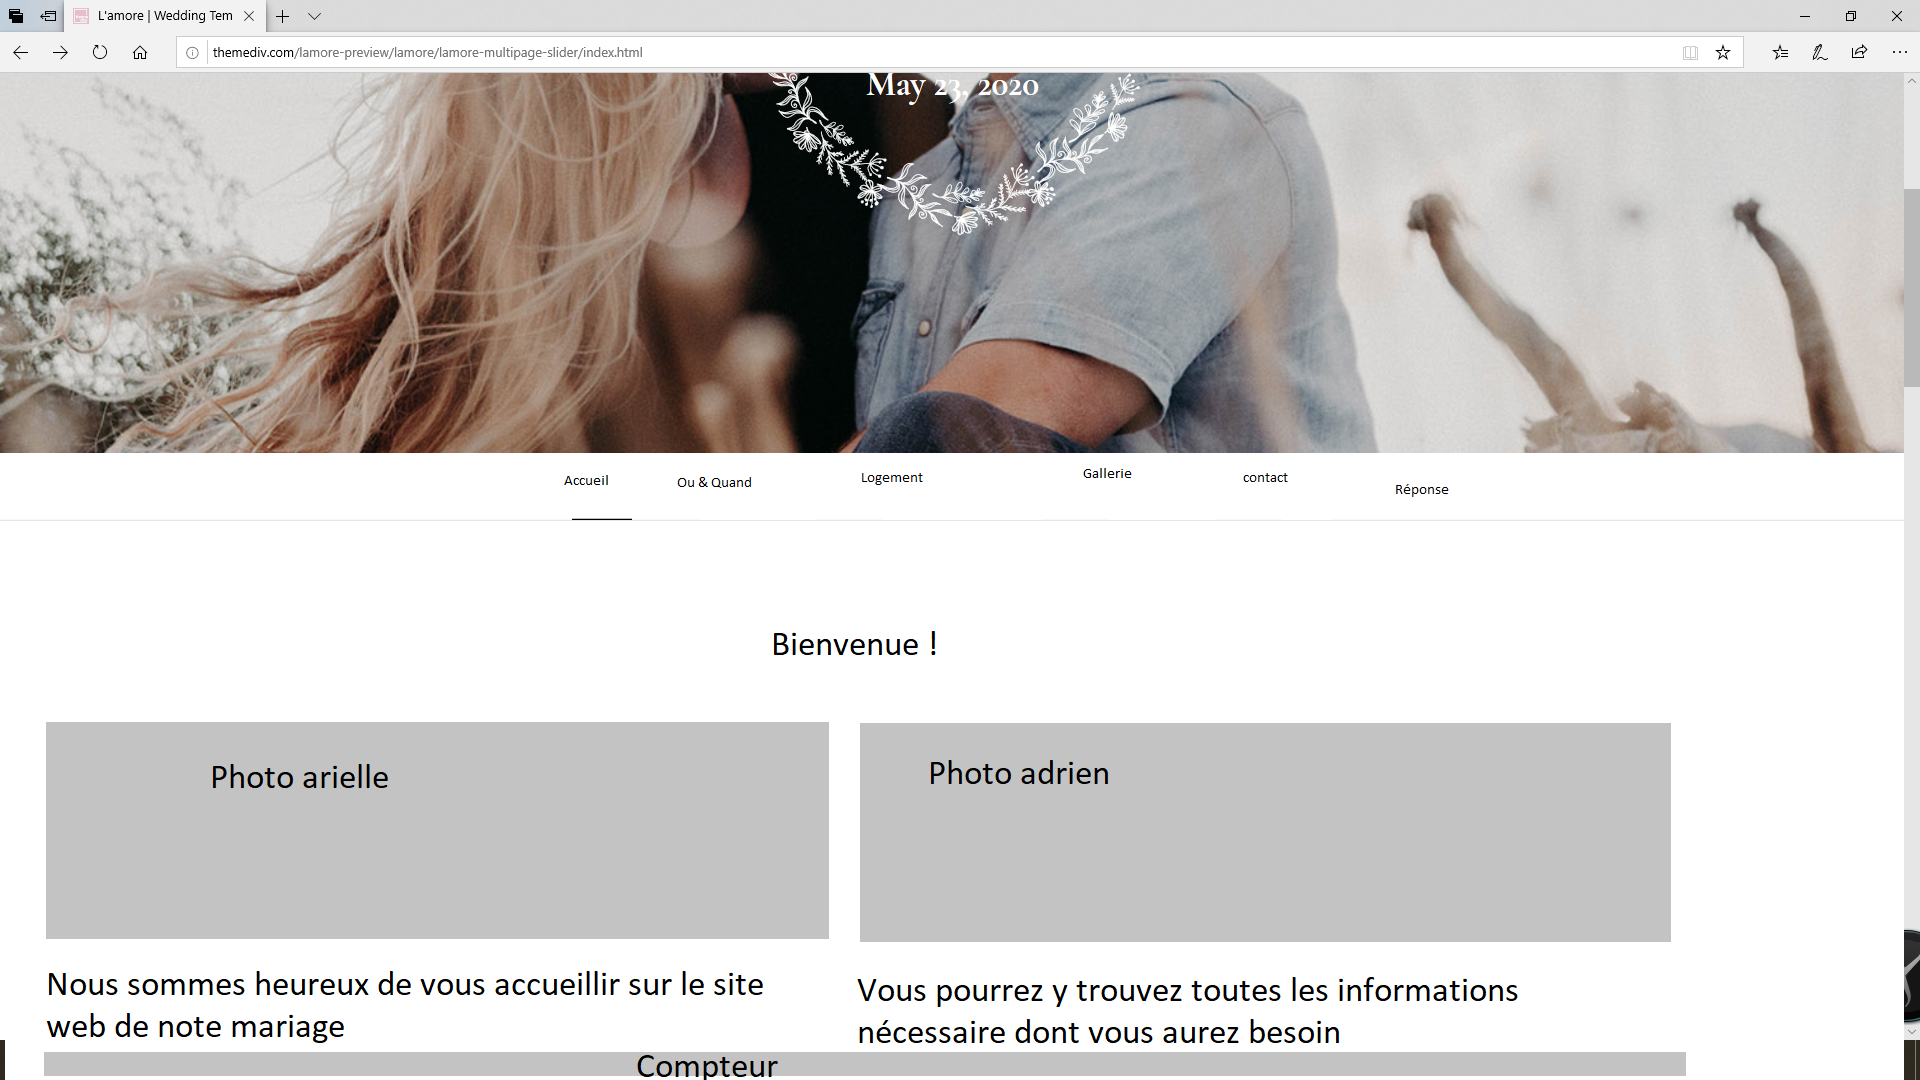 L'amore | Wedding Tem
themediv.com/lamore-preview/lamore/lamore-multipage-slider/index.html
May 23, 2020
Accueil
Ou & Quand
Logement
Gallerie
contact
Réponse
Bienvenue !
Photo arielle
Photo adrien
Nous sommes heureux de vous accueillir sur le site
web de note mariage
Vous pourrez y trouvez toutes les informations
nécessaire dont vous aurez besoin
Compteur